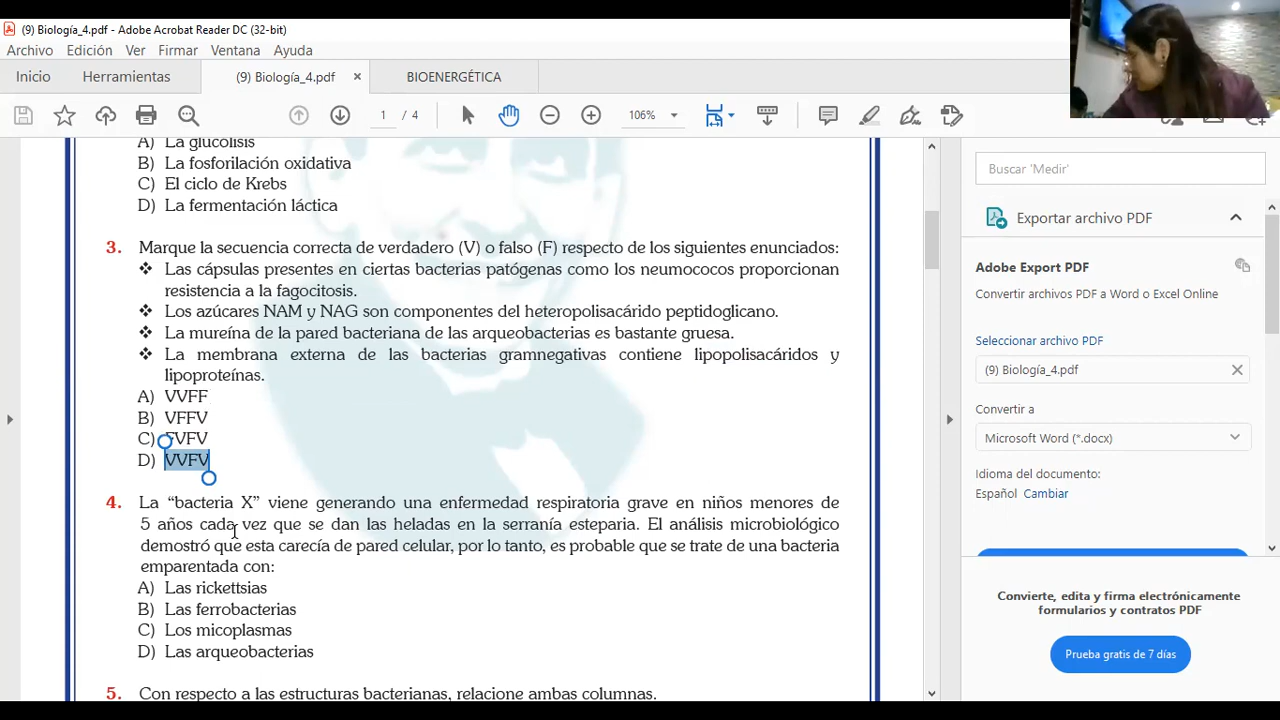 (9) Biología_4.pdf - Adobe Acrobat Reader DC (32-bit)
Archivo Edición Ver Firmar Ventana Ayuda
Inicio Herramientas (9) Biología_4.pdf × BIOENERGÉTICA
1 / 4 106%
A) La glucólisis
B) La fosforilación oxidativa
C) El ciclo de Krebs
D) La fermentación láctica
3. Marque la secuencia correcta de verdadero (V) o falso (F) respecto de los siguientes enunciados:
❖ Las cápsulas presentes en ciertas bacterias patógenas como los neumococos proporcionan
resistencia a la fagocitosis.
❖ Los azúcares NAM y NAG son componentes del heteropolisacárido peptidoglicano.
❖ La mureína de la pared bacteriana de las arqueobacterias es bastante gruesa.
❖ La membrana externa de las bacterias gramnegativas contiene lipopolisacáridos y
lipoproteínas.
A) VVFF
B) VFFV
C) FVFV
D) VVFV
4. La “bacteria X” viene generando una enfermedad respiratoria grave en niños menores de
5 años cada vez que se dan las heladas en la serranía esteparia. El análisis microbiológico
demostró que esta carecía de pared celular, por lo tanto, es probable que se trate de una bacteria
emparentada con:
A) Las rickettsias
B) Las ferrobacterias
C) Los micoplasmas
D) Las arqueobacterias
5. Con respecto a las estructuras bacterianas, relacione ambas columnas.
Buscar 'Medir'
Exportar archivo PDF
Adobe Export PDF
Convertir archivos PDF a Word o Excel Online
Seleccionar archivo PDF
(9) Biología_4.pdf
Convertir a
Microsoft Word (*.docx)
Idioma del documento:
Español Cambiar
Convierte, edita y firma electrónicamente
formularios y contratos PDF
Prueba gratis de 7 días